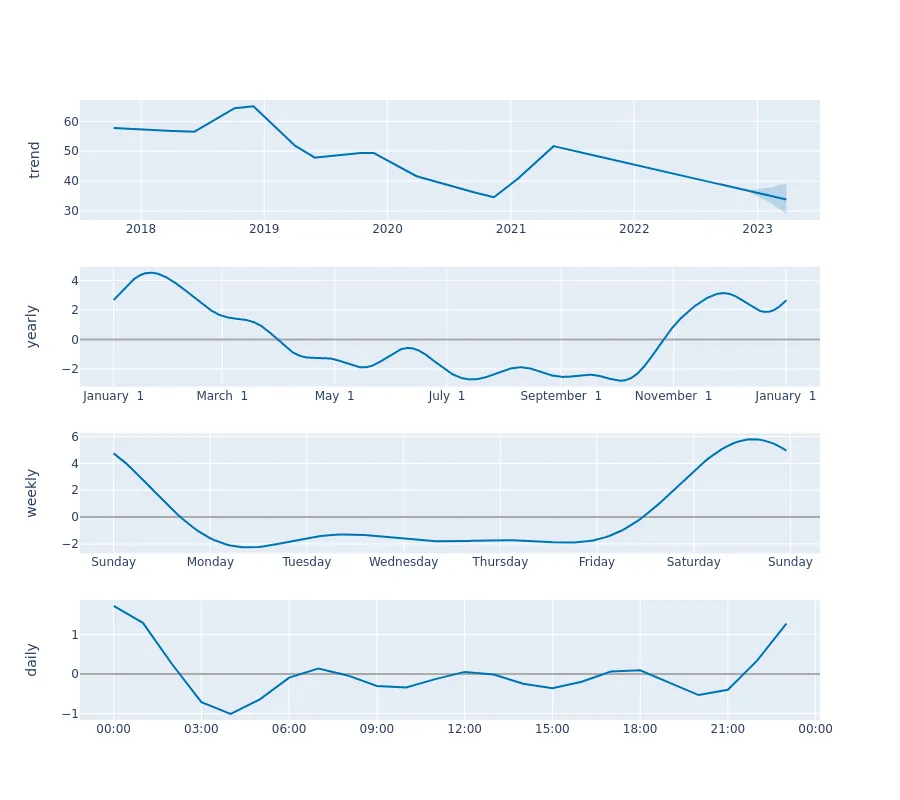 trend
60
50
40
30
2018 2019 2020 2021 2022 2023
yearly
4
2
0
−2
January 1 March 1 May 1 July 1 September 1 November 1 January 1
weekly
6
4
2
0
−2
Sunday Monday Tuesday Wednesday Thursday Friday Saturday Sunday
daily
1
0
−1
00:00 03:00 06:00 09:00 12:00 15:00 18:00 21:00 00:00